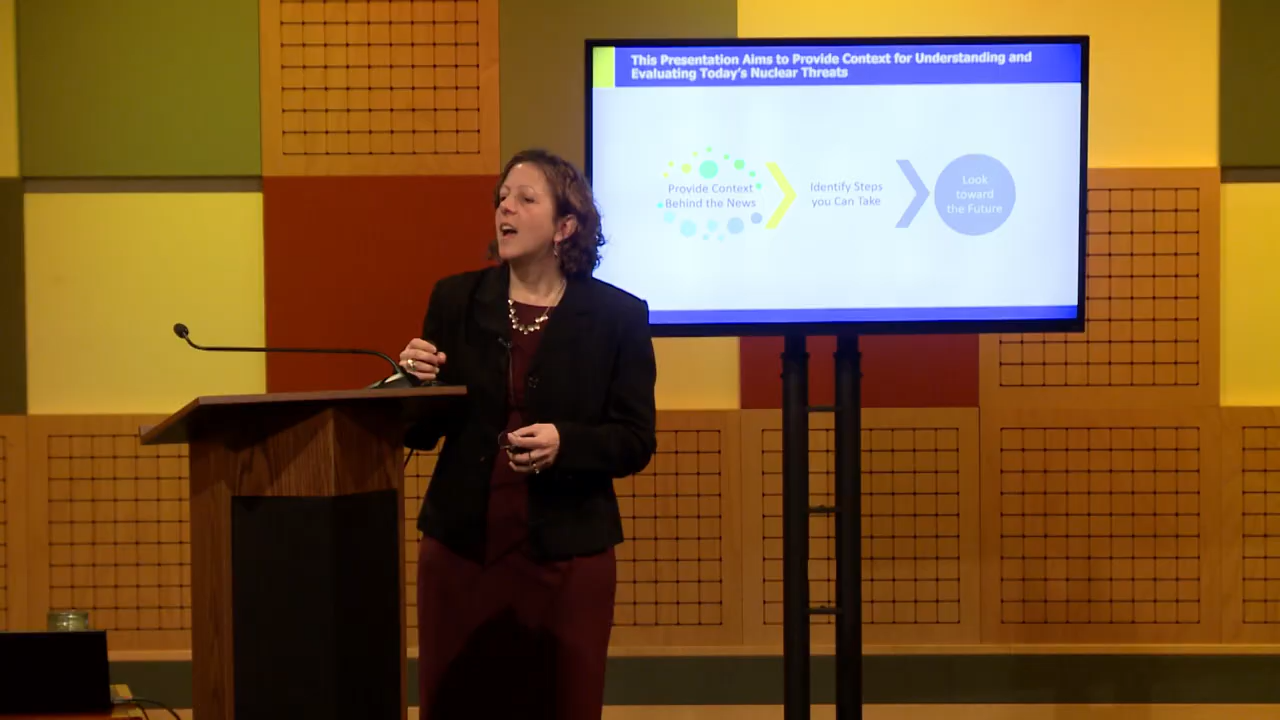 This Presentation Aims to Provide Context for Understanding and
Evaluating Today's Nuclear Threats
Provide Context
Behind the News
Identify Steps
you Can Take
Look
toward
the Future